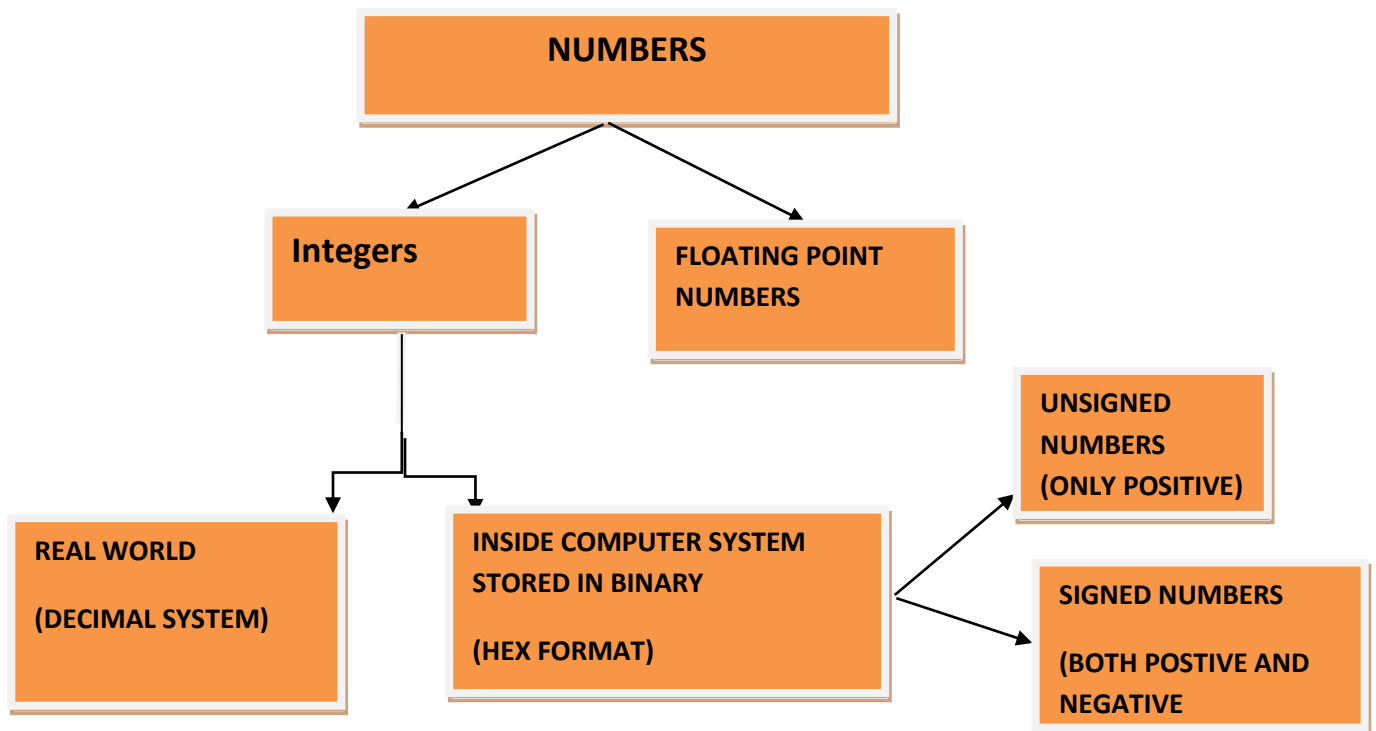 NUMBERS
Integers
FLOATING POINT
NUMBERS
UNSIGNED
NUMBERS
(ONLY POSITIVE)
REAL WORLD
(DECIMAL SYSTEM)
INSIDE COMPUTER SYSTEM
STORED IN BINARY
(HEX FORMAT)
SIGNED NUMBERS
(BOTH POSTIVE AND
NEGATIVE